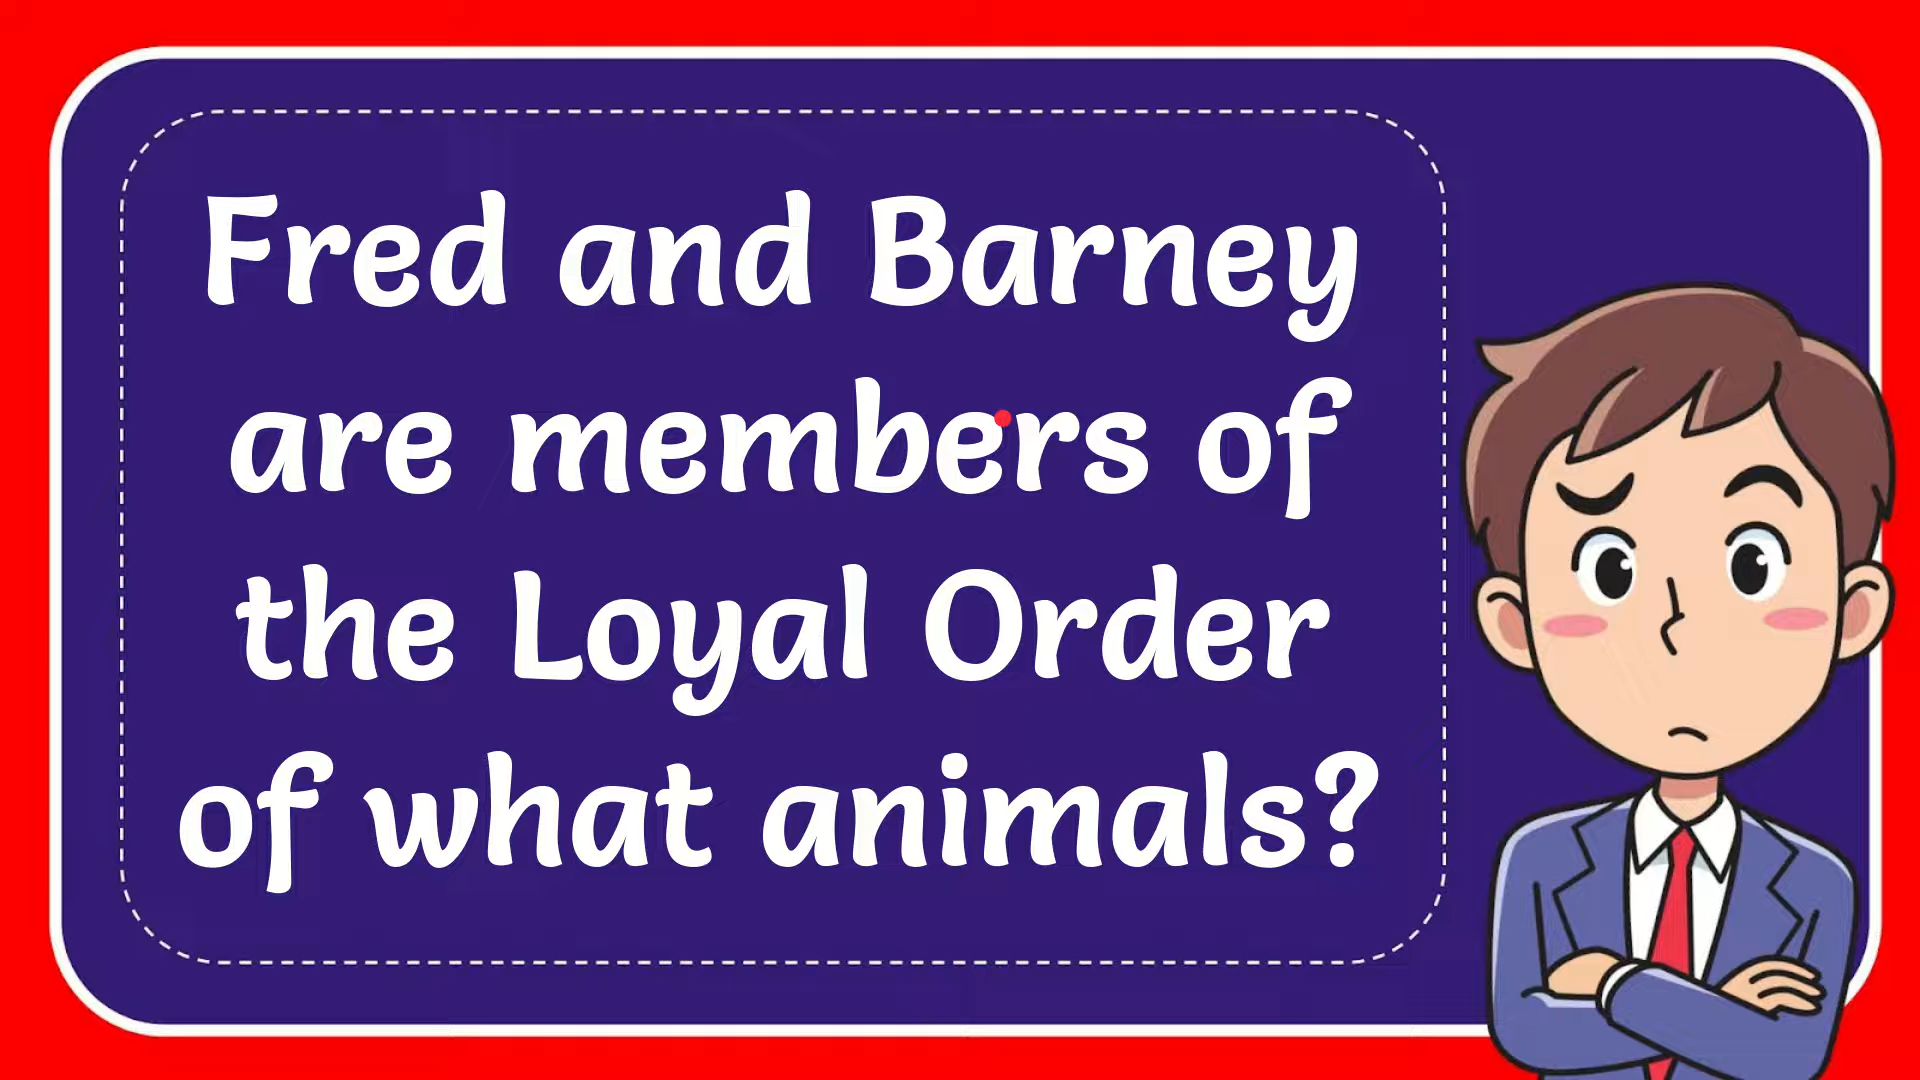 Fred and Barney
are members of
the Loyal Order
of what animals?